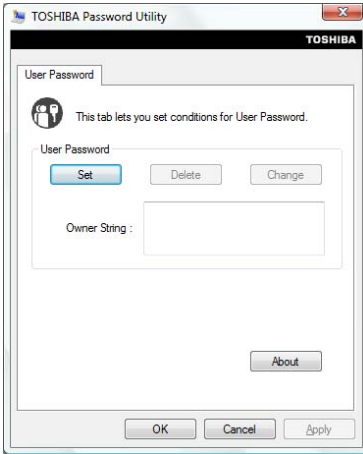 TOSHIBA Password Utility
TOSHIBA
User Password
This tab lets you set conditions for User Password.
User Password
Set Delete Change
Owner String :
About
OK Cancel Apply